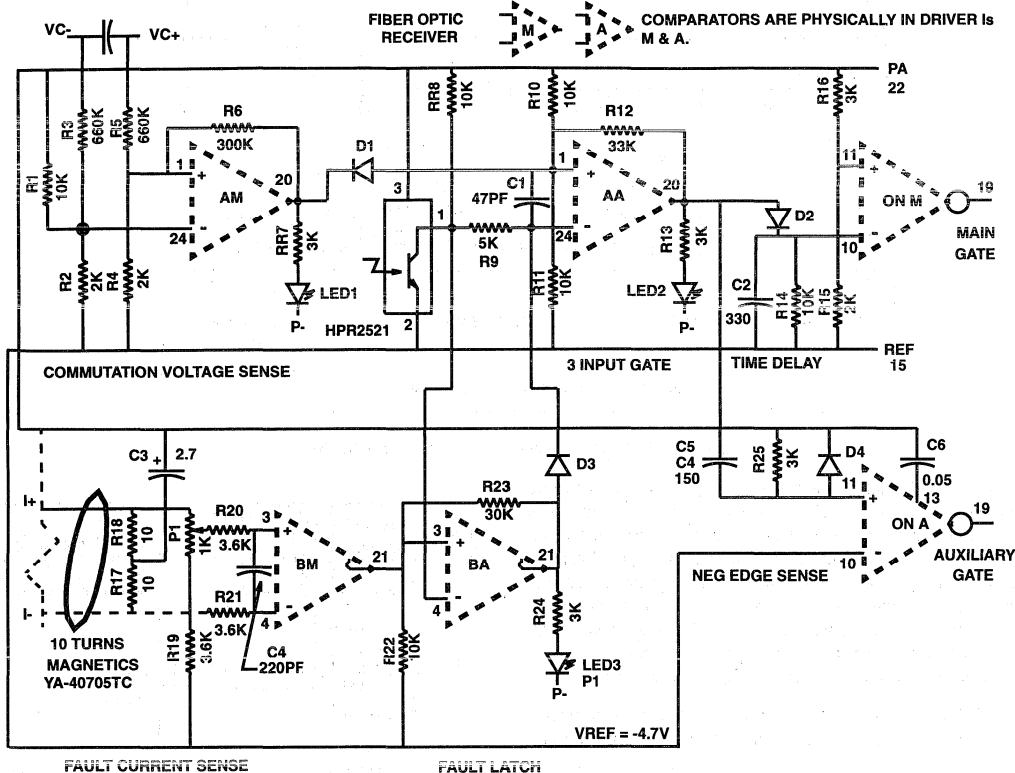 FIBER OPTIC
RECEIVER
M
A
COMPARATORS ARE PHYSICALLY IN DRIVER Is
M & A.
VC-
VC+
PA
22
R3
660K
R5
660K
R6
300K
RR8
10K
R10
10K
R12
33K
R16
3K
D1
R1
10K
1
+
AM
20
-
24
3
C1
47PF
1
+
AA
20
-
24
11
+
ON M
19
-
10
MAIN
GATE
1
5K
R9
R13
3K
D2
R2
2K
R4
2K
RR7
3K
LED1
P-
2
HPR2521
R11
10K
LED2
P-
C2
330
R14
10K
R15
2K
COMMUTATION VOLTAGE SENSE
3 INPUT GATE
TIME DELAY
REF
15
C3
+
2.7
D3
C5
C4
150
R25
3K
D4
C6
0.05
I+
R18
10
P1
1K
R20
3.6K
3
+
BM
21
-
4
R23
30K
3
+
BA
21
-
4
11
+
13
ON A
19
-
10
AUXILIARY
GATE
R17
10
I-
R21
3.6K
R24
3K
NEG EDGE SENSE
10 TURNS
MAGNETICS
YA-40705TC
R19
3.6K
C4
220PF
R22
10K
LED3
P1
P-
VREF = -4.7V
FAULT CURRENT SENSE
FAULT LATCH